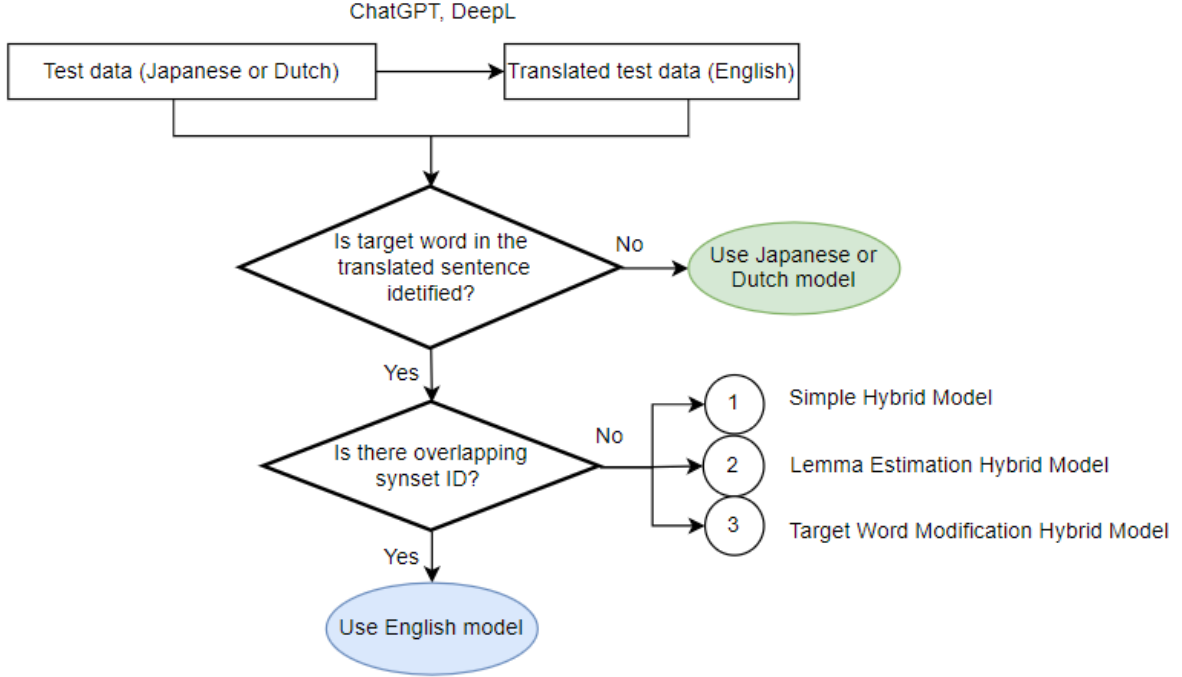 ChatGPT, DeepL
Test data (Japanese or Dutch)
Translated test data (English)
Is target word in the
translated sentence
idetified?
No
Use Japanese or
Dutch model
Yes
Is there overlapping
synset ID?
No
1
Simple Hybrid Model
2
Lemma Estimation Hybrid Model
3
Target Word Modification Hybrid Model
Yes
Use English model